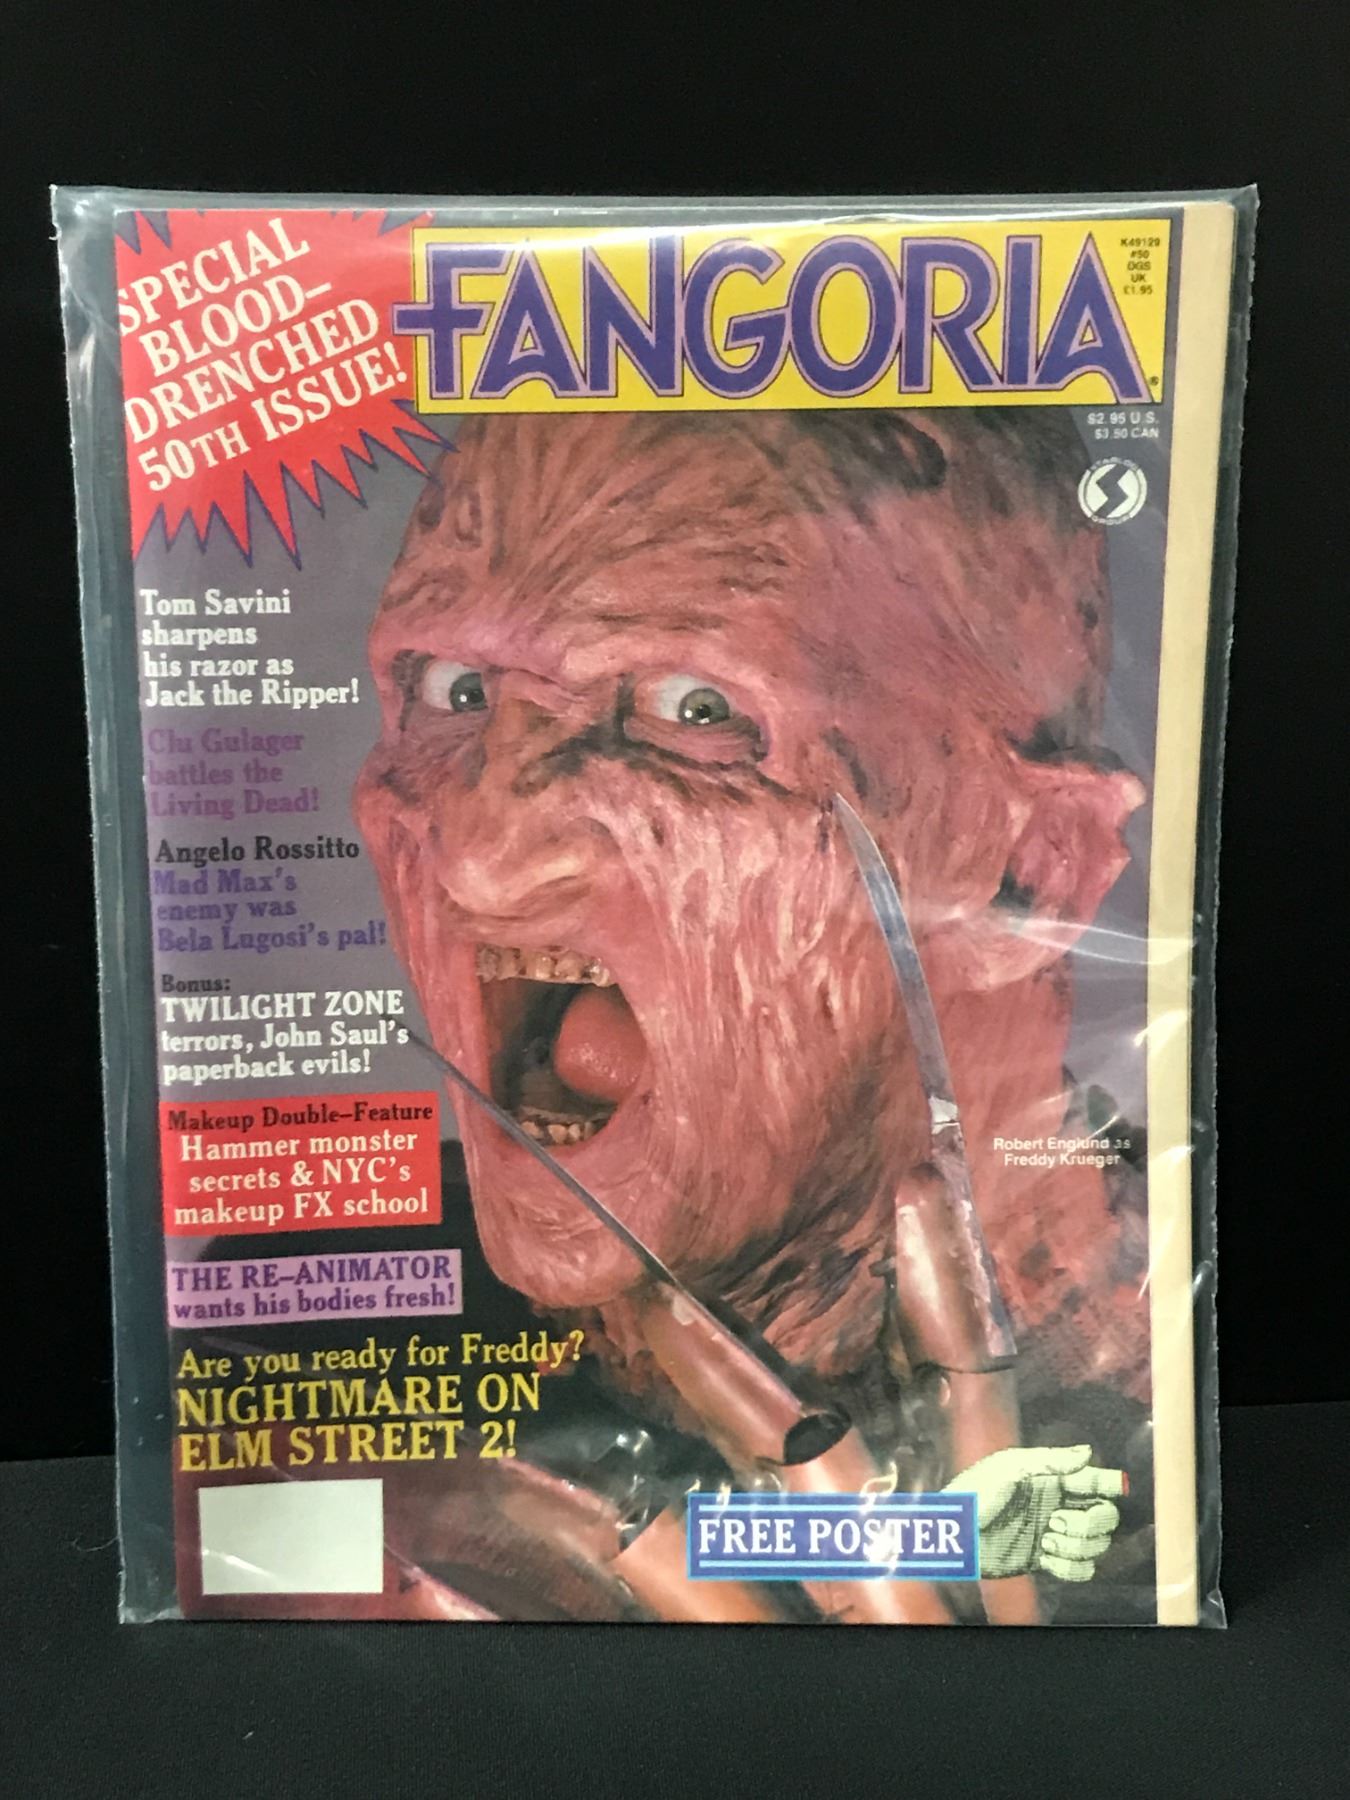 SPECIAL
BLOOD–
DRENCHED
50TH ISSUE!
FANGORIA
®
K49129
#50
DGS
UK
£1.95
$2.95 U.S.
$3.50 CAN
STARLOG
GROUP
Tom Savini
sharpens
his razor as
Jack the Ripper!
Clu Gulager
battles the
Living Dead!
Angelo Rossitto
Mad Max's
enemy was
Bela Lugosi's pal!
Bonus:
TWILIGHT ZONE
terrors, John Saul's
paperback evils!
Makeup Double–Feature
Hammer monster
secrets & NYC's
makeup FX school
Robert Englund as
Freddy Krueger
THE RE–ANIMATOR
wants his bodies fresh!
Are you ready for Freddy?
NIGHTMARE ON
ELM STREET 2!
FREE POSTER